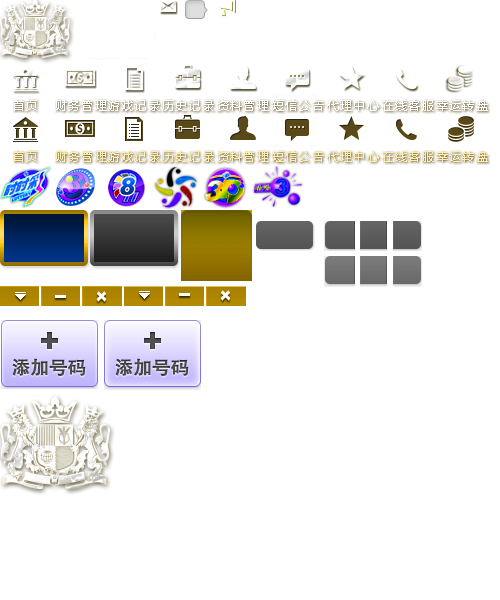 首页 财务管理 游戏记录 历史记录 资料管理 短信公告 代理中心 在线客服 幸运转盘
首页 财务管理 游戏记录 历史记录 资料管理 短信公告 代理中心 在线客服 幸运转盘
8 3
添加号码 添加号码